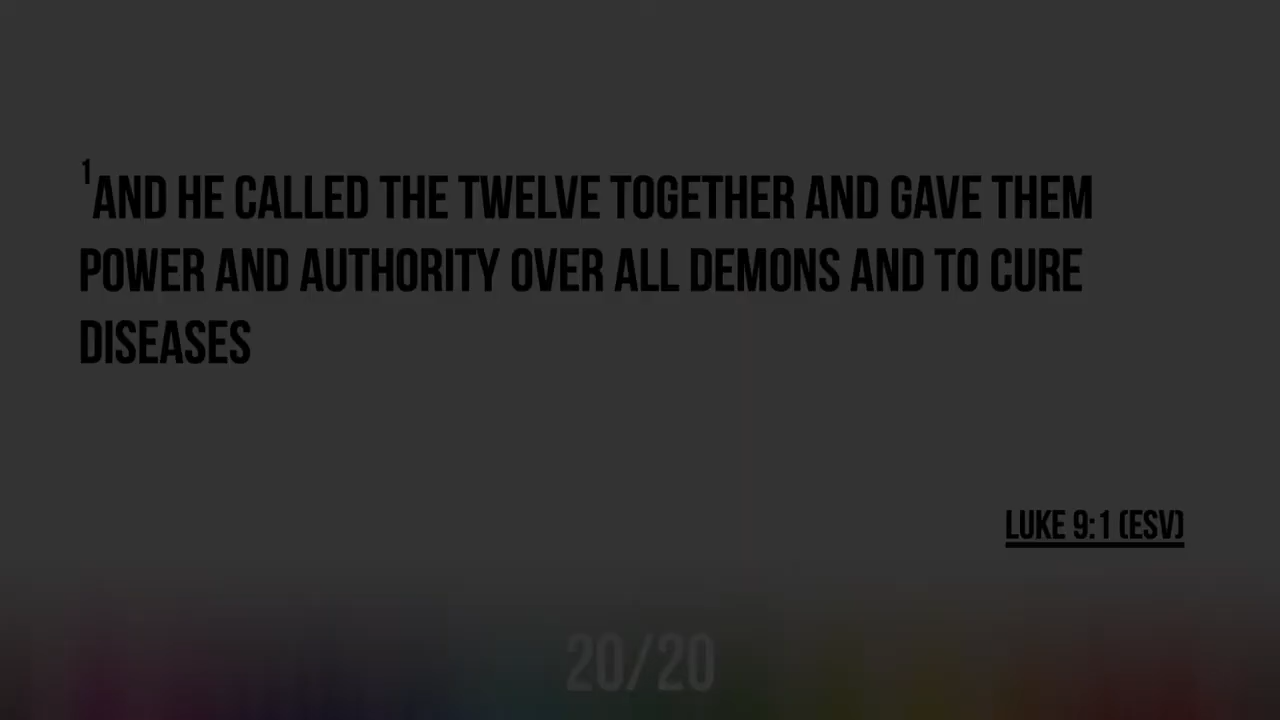 ¹AND HE CALLED THE TWELVE TOGETHER AND GAVE THEM
POWER AND AUTHORITY OVER ALL DEMONS AND TO CURE
DISEASES
LUKE 9:1 (ESV)
20/20